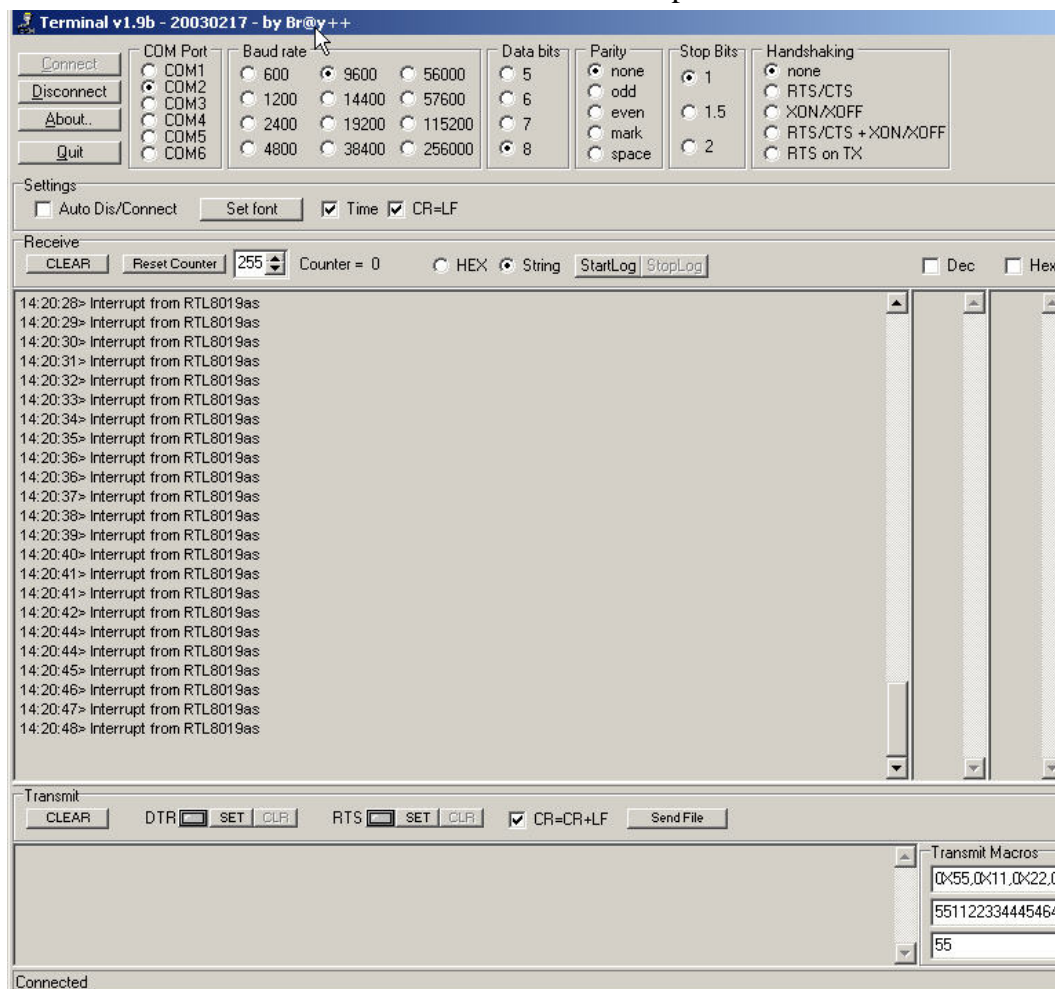 Terminal v1.9b - 20030217 - by Br@y++
Connect
Disconnect
About..
Quit
COM Port
COM1
COM2
COM3
COM4
COM5
COM6
Baud rate
600 9600 56000
1200 14400 57600
2400 19200 115200
4800 38400 256000
Data bits
5
6
7
8
Parity
none
odd
even
mark
space
Stop Bits
1
1.5
2
Handshaking
none
RTS/CTS
XON/XOFF
RTS/CTS + XON/XOFF
RTS on TX
Settings
Auto Dis/Connect Set font Time CR=LF
Receive
CLEAR Reset Counter 255 Counter = 0 HEX String StartLog StopLog Dec Hex
14:20:28> Interrupt from RTL8019as
14:20:29> Interrupt from RTL8019as
14:20:30> Interrupt from RTL8019as
14:20:31> Interrupt from RTL8019as
14:20:32> Interrupt from RTL8019as
14:20:33> Interrupt from RTL8019as
14:20:34> Interrupt from RTL8019as
14:20:35> Interrupt from RTL8019as
14:20:36> Interrupt from RTL8019as
14:20:36> Interrupt from RTL8019as
14:20:37> Interrupt from RTL8019as
14:20:38> Interrupt from RTL8019as
14:20:39> Interrupt from RTL8019as
14:20:40> Interrupt from RTL8019as
14:20:41> Interrupt from RTL8019as
14:20:41> Interrupt from RTL8019as
14:20:42> Interrupt from RTL8019as
14:20:44> Interrupt from RTL8019as
14:20:44> Interrupt from RTL8019as
14:20:45> Interrupt from RTL8019as
14:20:46> Interrupt from RTL8019as
14:20:47> Interrupt from RTL8019as
14:20:48> Interrupt from RTL8019as
Transmit
CLEAR DTR SET CLR RTS SET CLR CR=CR+LF Send File
Transmit Macros
0X55,0X11,0X22,
551122334445464
55
Connected